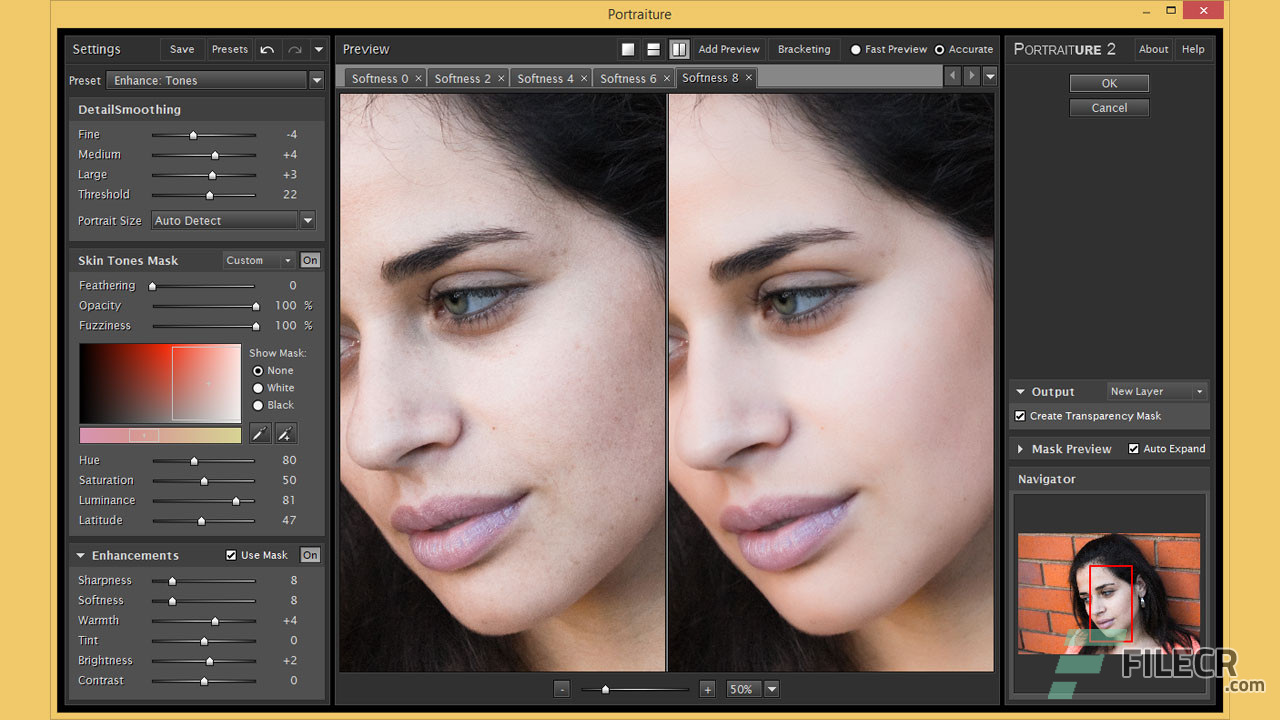 Portraiture
Settings Save Presets
Preset Enhance: Tones
DetailSmoothing
Fine -4
Medium +4
Large +3
Threshold 22
Portrait Size Auto Detect
Skin Tones Mask Custom On
Feathering 0
Opacity 100 %
Fuzziness 100 %
Show Mask:
None
White
Black
Hue 80
Saturation 50
Luminance 81
Latitude 47
Enhancements Use Mask On
Sharpness 8
Softness 8
Warmth +4
Tint 0
Brightness +2
Contrast 0
Preview Add Preview Bracketing Fast Preview Accurate
Softness 0 × Softness 2 × Softness 4 × Softness 6 × Softness 8 ×
- + 50%
PORTRAITURE 2 About Help
OK
Cancel
Output New Layer
Create Transparency Mask
Mask Preview Auto Expand
Navigator
FILECR
.com